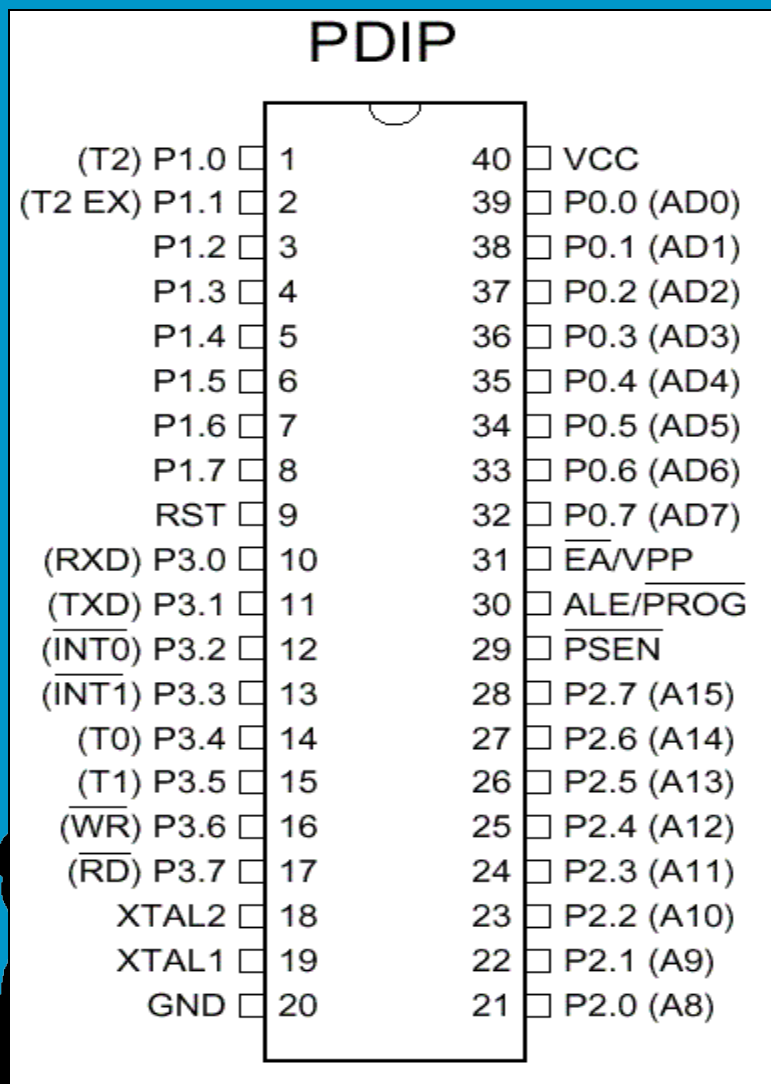 PDIP
(T2) P1.0 1 40 VCC
(T2 EX) P1.1 2 39 P0.0 (AD0)
P1.2 3 38 P0.1 (AD1)
P1.3 4 37 P0.2 (AD2)
P1.4 5 36 P0.3 (AD3)
P1.5 6 35 P0.4 (AD4)
P1.6 7 34 P0.5 (AD5)
P1.7 8 33 P0.6 (AD6)
RST 9 32 P0.7 (AD7)
(RXD) P3.0 10 31 E̅A̅/VPP
(TXD) P3.1 11 30 ALE/P̅R̅O̅G̅
(I̅N̅T̅0̅) P3.2 12 29 P̅S̅E̅N̅
(I̅N̅T̅1̅) P3.3 13 28 P2.7 (A15)
(T0) P3.4 14 27 P2.6 (A14)
(T1) P3.5 15 26 P2.5 (A13)
(W̅R̅) P3.6 16 25 P2.4 (A12)
(R̅D̅) P3.7 17 24 P2.3 (A11)
XTAL2 18 23 P2.2 (A10)
XTAL1 19 22 P2.1 (A9)
GND 20 21 P2.0 (A8)